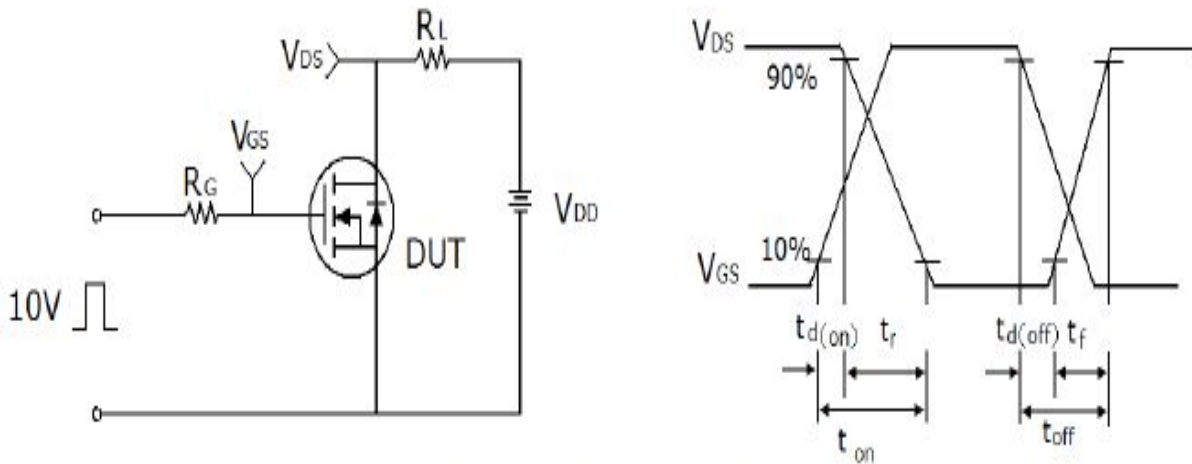 RL
VDS
VGS
RG
VDD
DUT
10V
VDS
90%
10%
VGS
td(on)
tr
td(off)
tf
ton
toff